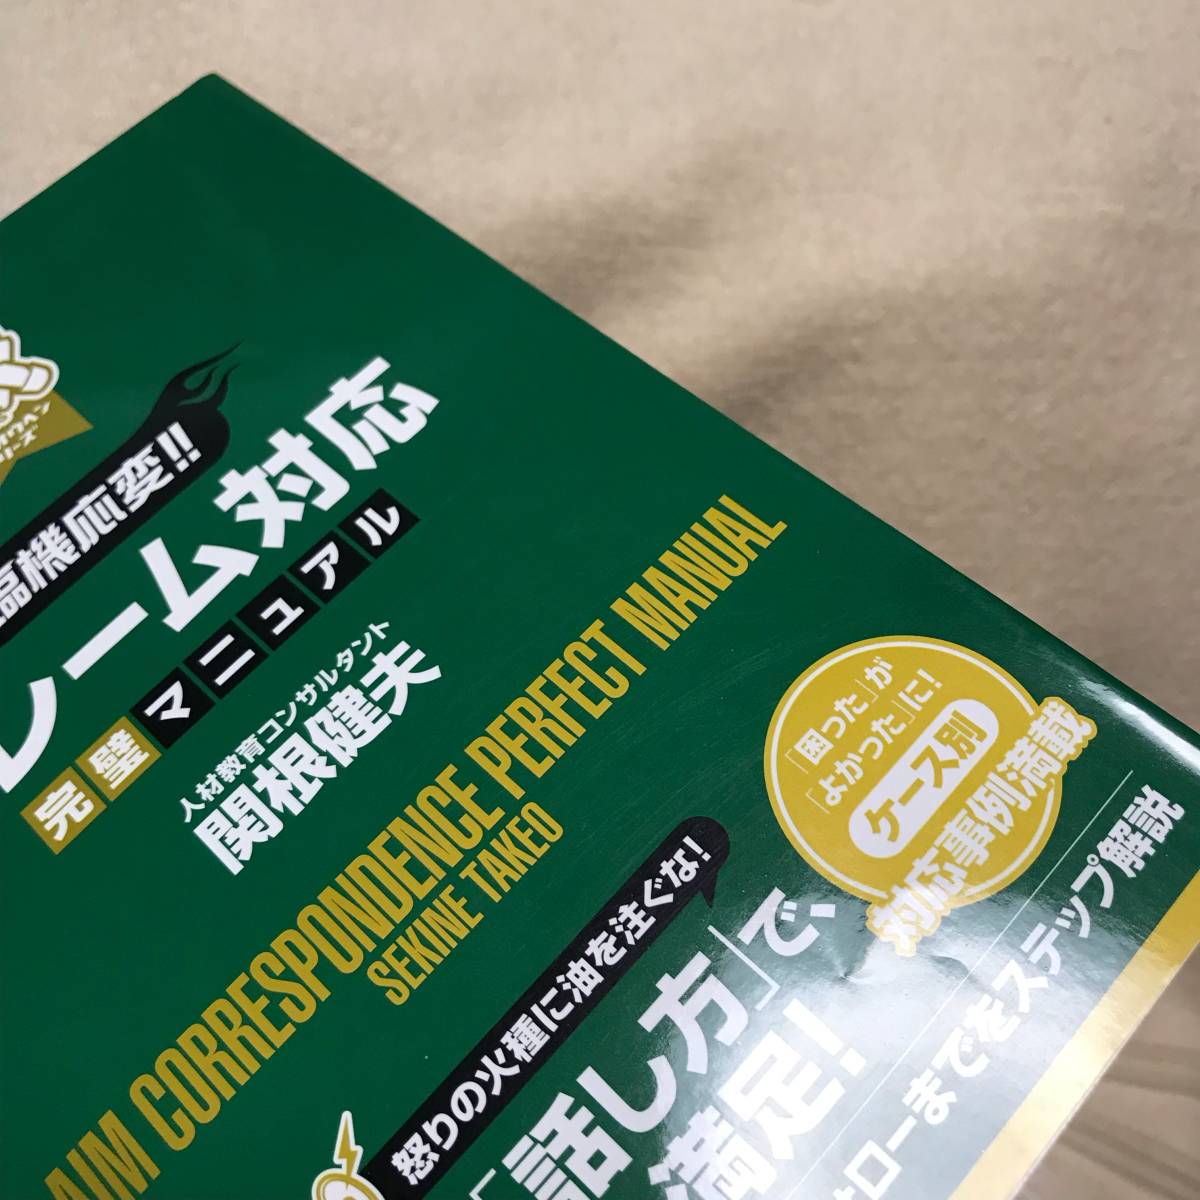 臨機応変!!
レーム対応
完璧マニュアル
人材教育コンサルタント
関根健夫
AIM CORRESPONDENCE PERFECT MANUAL
SEKINE TAKEO
「困った」が
「よかった」に!
ケース別
対応事例満載
怒りの火種に油を注ぐな!
「話し方」で、
満足!
ォローまでをステップ解説